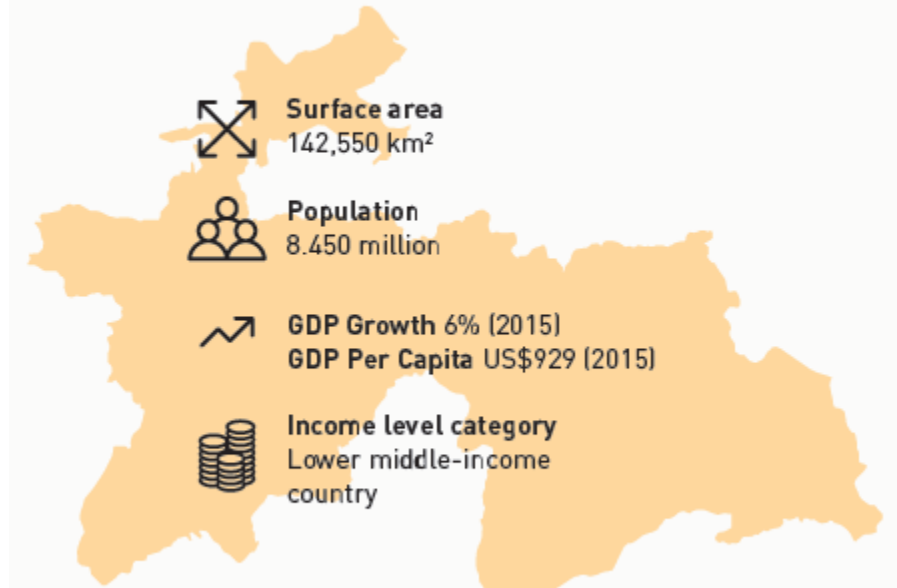 Surface area
142,550 km²
Population
8.450 million
GDP Growth 6% (2015)
GDP Per Capita US$929 (2015)
Income level category
Lower middle-income
country